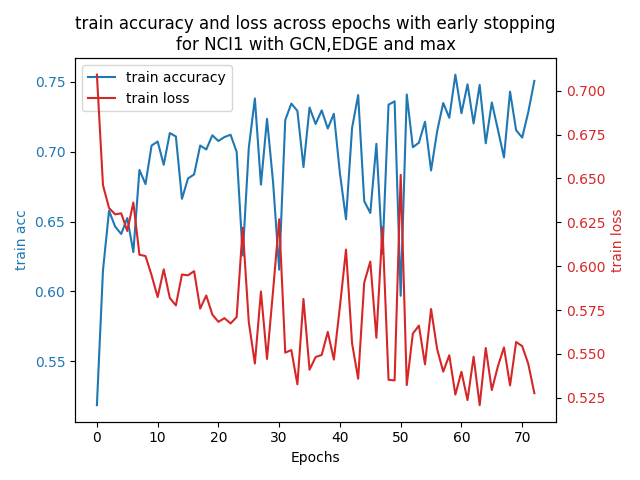 train accuracy and loss across epochs with early stopping
for NCI1 with GCN,EDGE and max
train accuracy
train loss
0.75
0.70
0.65
0.60
0.55
train acc
0.700
0.675
0.650
0.625
0.600
0.575
0.550
0.525
train loss
0 10 20 30 40 50 60 70
Epochs